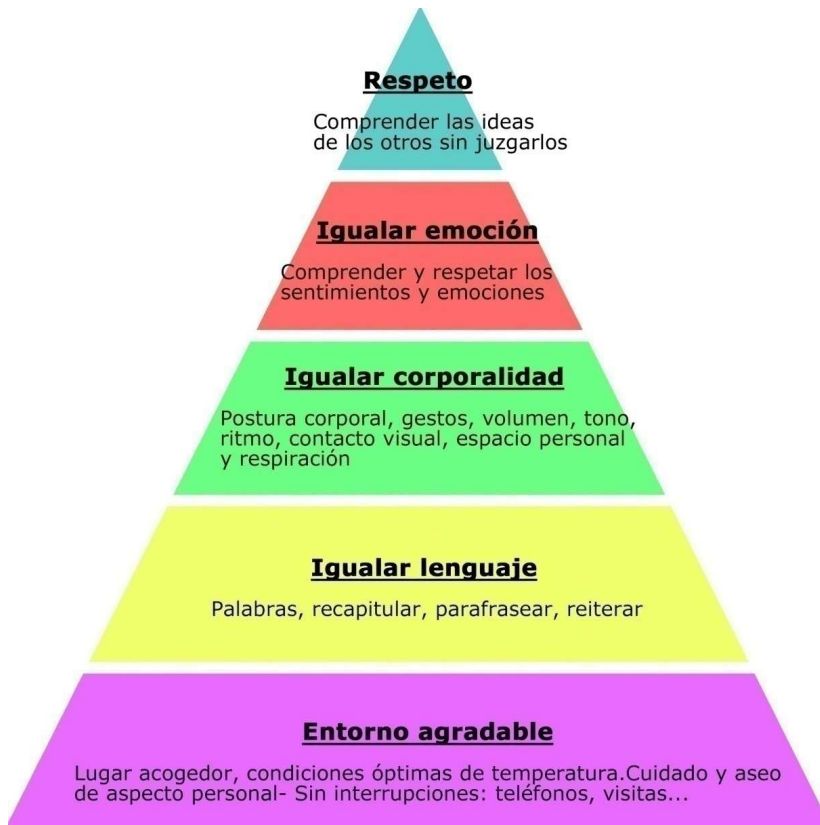 Respeto
Comprender las ideas
de los otros sin juzgarlos
Igualar emoción
Comprender y respetar los
sentimientos y emociones
Igualar corporalidad
Postura corporal, gestos, volumen, tono,
ritmo, contacto visual, espacio personal
y respiración
Igualar lenguaje
Palabras, recapitular, parafrasear, reiterar
Entorno agradable
Lugar acogedor, condiciones óptimas de temperatura.Cuidado y aseo
de aspecto personal- Sin interrupciones: teléfonos, visitas...